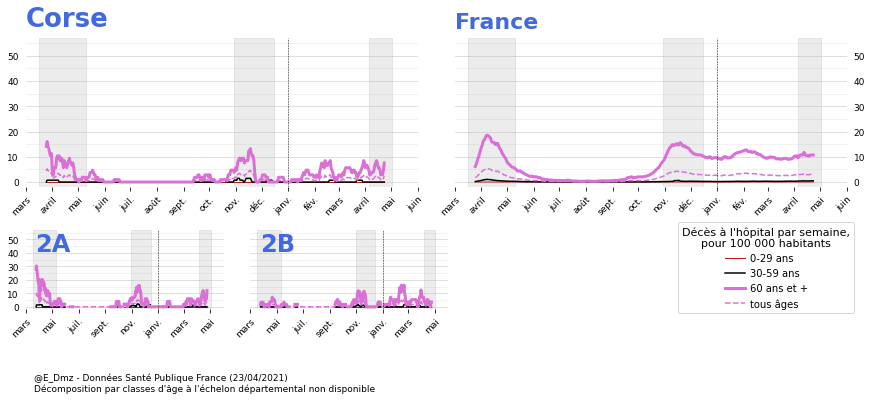 Corse
France
50
40
30
20
10
0
50
40
30
20
10
0
mars avril mai juin juil. août sept. oct. nov. déc. janv. fév. mars avril mai juin
mars avril mai juin juil. août sept. oct. nov. déc. janv. fév. mars avril mai juin
2A
2B
50
40
30
20
10
0
mars mai juil. sept. nov. janv. mars mai
mars mai juil. sept. nov. janv. mars mai
Décès à l'hôpital par semaine,
pour 100 000 habitants
0-29 ans
30-59 ans
60 ans et +
tous âges
@E_Dmz - Données Santé Publique France (23/04/2021)
Décomposition par classes d'âge à l'échelon départemental non disponible